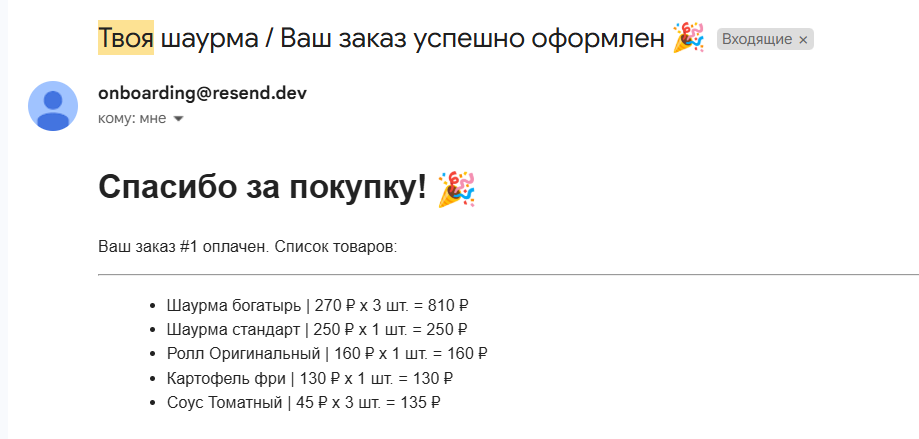 Твоя шаурма / Ваш заказ успешно оформлен 🎉 Входящие ×
onboarding@resend.dev
кому: мне
Спасибо за покупку! 🎉
Ваш заказ #1 оплачен. Список товаров:
• Шаурма богатырь | 270 ₽ x 3 шт. = 810 ₽
• Шаурма стандарт | 250 ₽ x 1 шт. = 250 ₽
• Ролл Оригинальный | 160 ₽ x 1 шт. = 160 ₽
• Картофель фри | 130 ₽ x 1 шт. = 130 ₽
• Соус Томатный | 45 ₽ x 3 шт. = 135 ₽